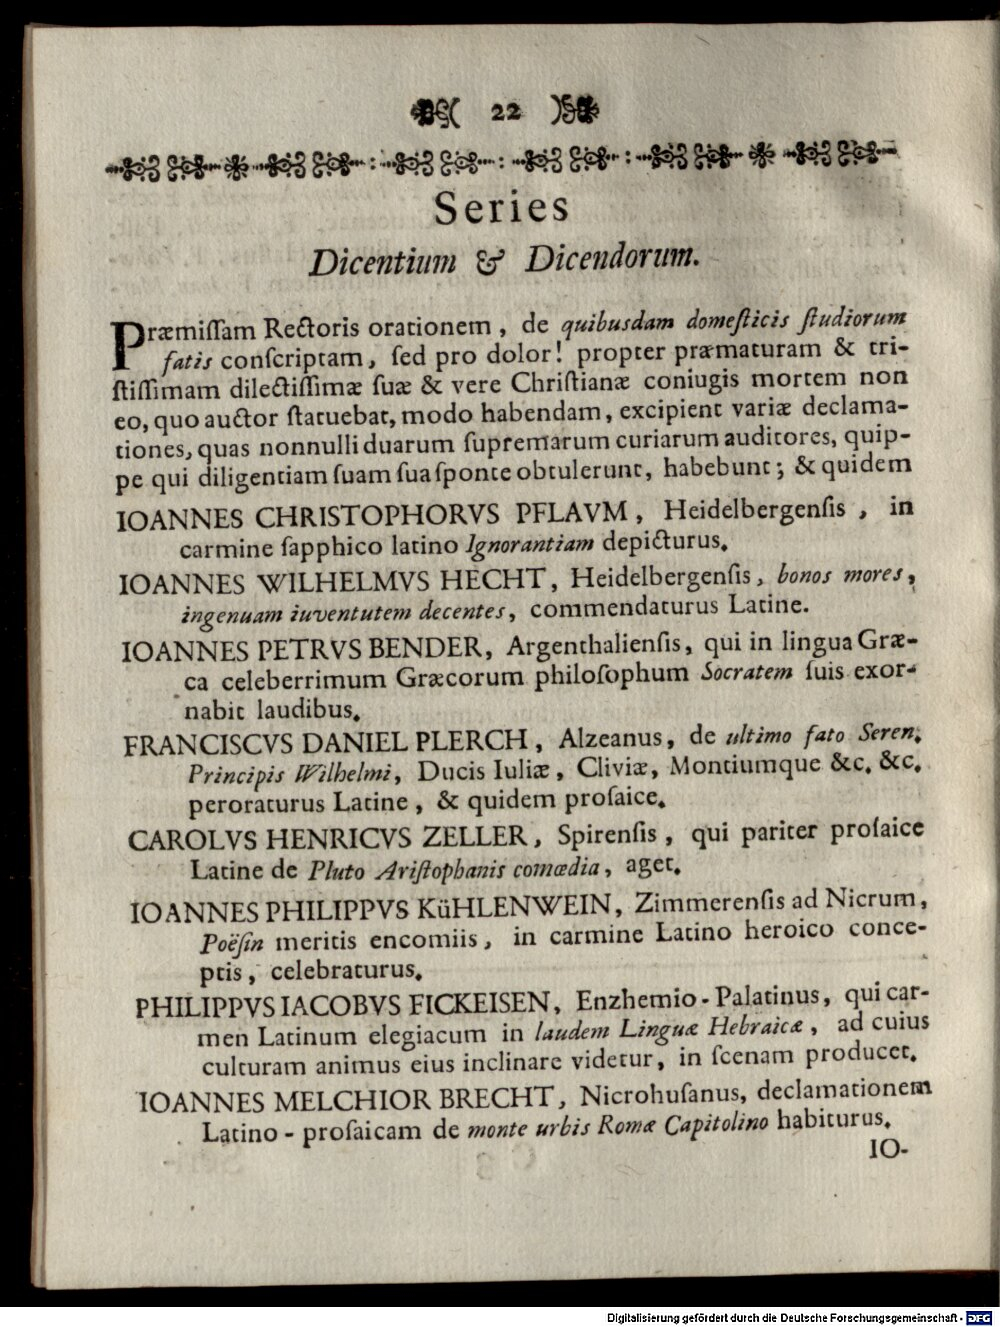 22
Series
Dicentium & Dicendorum.
Præmiſſam Rectoris orationem, de quibusdam domeſticis ſtudiorum
fatis conſcriptam, ſed pro dolor! propter præmaturam & tri-
ſtiſſimam dilectiſſimæ ſuæ & vere Chriſtianæ coniugis mortem non
eo, quo auctor ſtatuebat, modo habendam, excipient variæ declama-
tiones, quas nonnulli duarum ſupremarum curiarum auditores, quip-
pe qui diligentiam ſuam ſua ſponte obtulerunt, habebunt; & quidem
IOANNES CHRISTOPHORVS PFLAVM, Heidelbergenſis, in
carmine ſapphico latino Ignorantiam depicturus.
IOANNES WILHELMVS HECHT, Heidelbergenſis, bonos mores,
ingenuam iuventutem decentes, commendaturus Latine.
IOANNES PETRVS BENDER, Argenthalienſis, qui in lingua Græ-
ca celeberrimum Græcorum philoſophum Socratem ſuis exor-
nabit laudibus.
FRANCISCVS DANIEL PLERCH, Alzeanus, de ultimo fato Seren.
Principis Wilhelmi, Ducis Iuliæ, Cliviæ, Montiumque &c. &c.
peroraturus Latine, & quidem proſaice.
CAROLVS HENRICVS ZELLER, Spirenſis, qui pariter proſaice
Latine de Pluto Ariſtophanis comœdia, aget.
IOANNES PHILIPPVS KüHLENWEIN, Zimmerenſis ad Nicrum,
Poëſin meritis encomiis, in carmine Latino heroico conce-
ptis, celebraturus.
PHILIPPVS IACOBVS FICKEISEN, Enzhemio-Palatinus, qui car-
men Latinum elegiacum in laudem Linguæ Hebraicæ, ad cuius
culturam animus eius inclinare videtur, in ſcenam producet.
IOANNES MELCHIOR BRECHT, Nicrohuſanus, declamationem
Latino-proſaicam de monte urbis Romæ Capitolino habiturus.
IO-
Digitalisierung gefördert durch die Deutsche Forschungsgemeinschaft - DFG